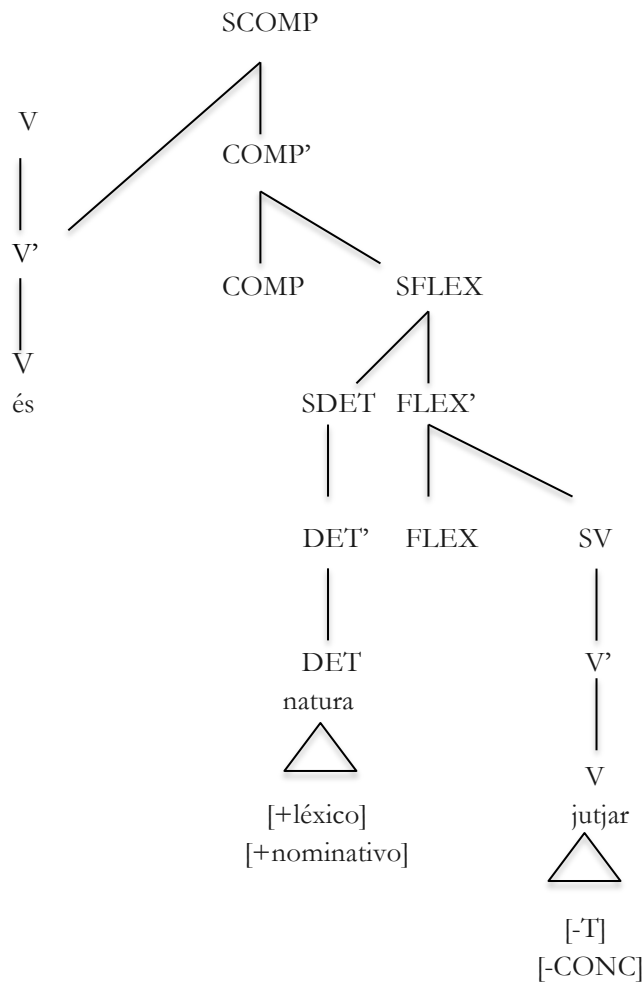 SCOMP
V
COMP’
V’
COMP SFLEX
V
és
SDET FLEX’
DET’ FLEX SV
DET V’
natura
V
[+léxico] jutjar
[+nominativo]
[-T]
[-CONC]